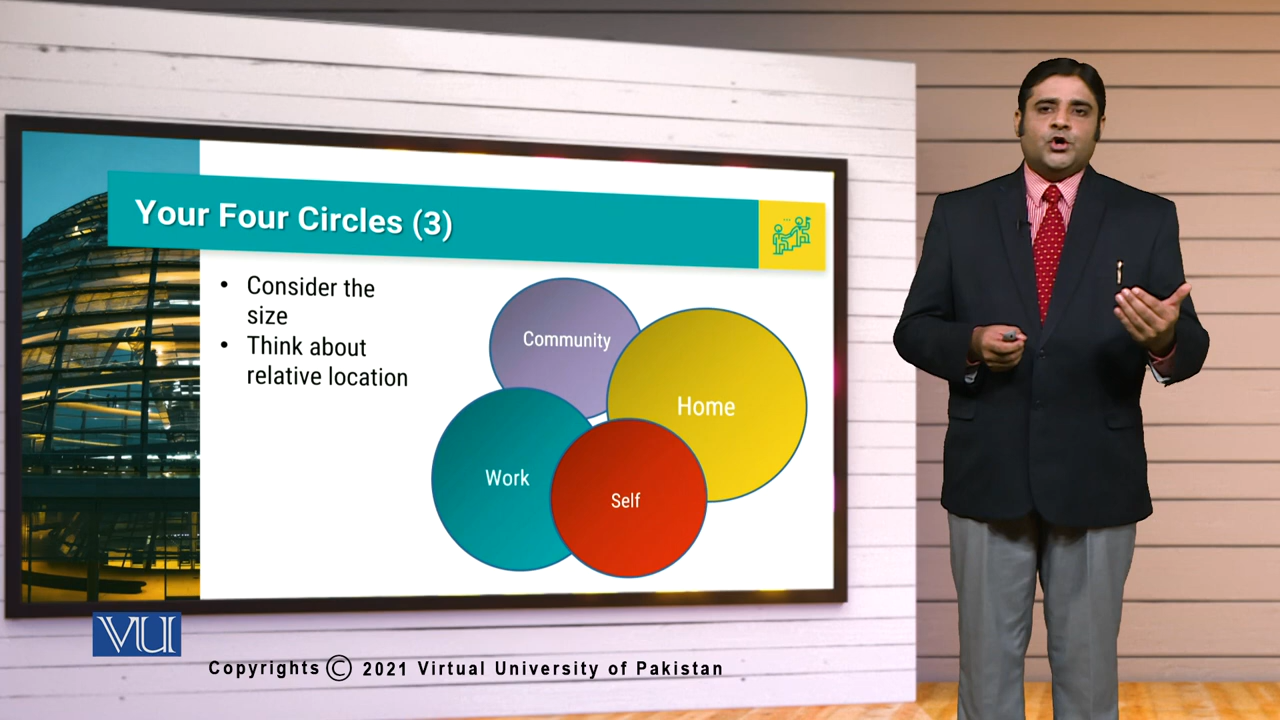 Your Four Circles (3)
• Consider the
size
• Think about
relative location
Community
Home
Work
Self
VU
Copyrights © 2021 Virtual University of Pakistan